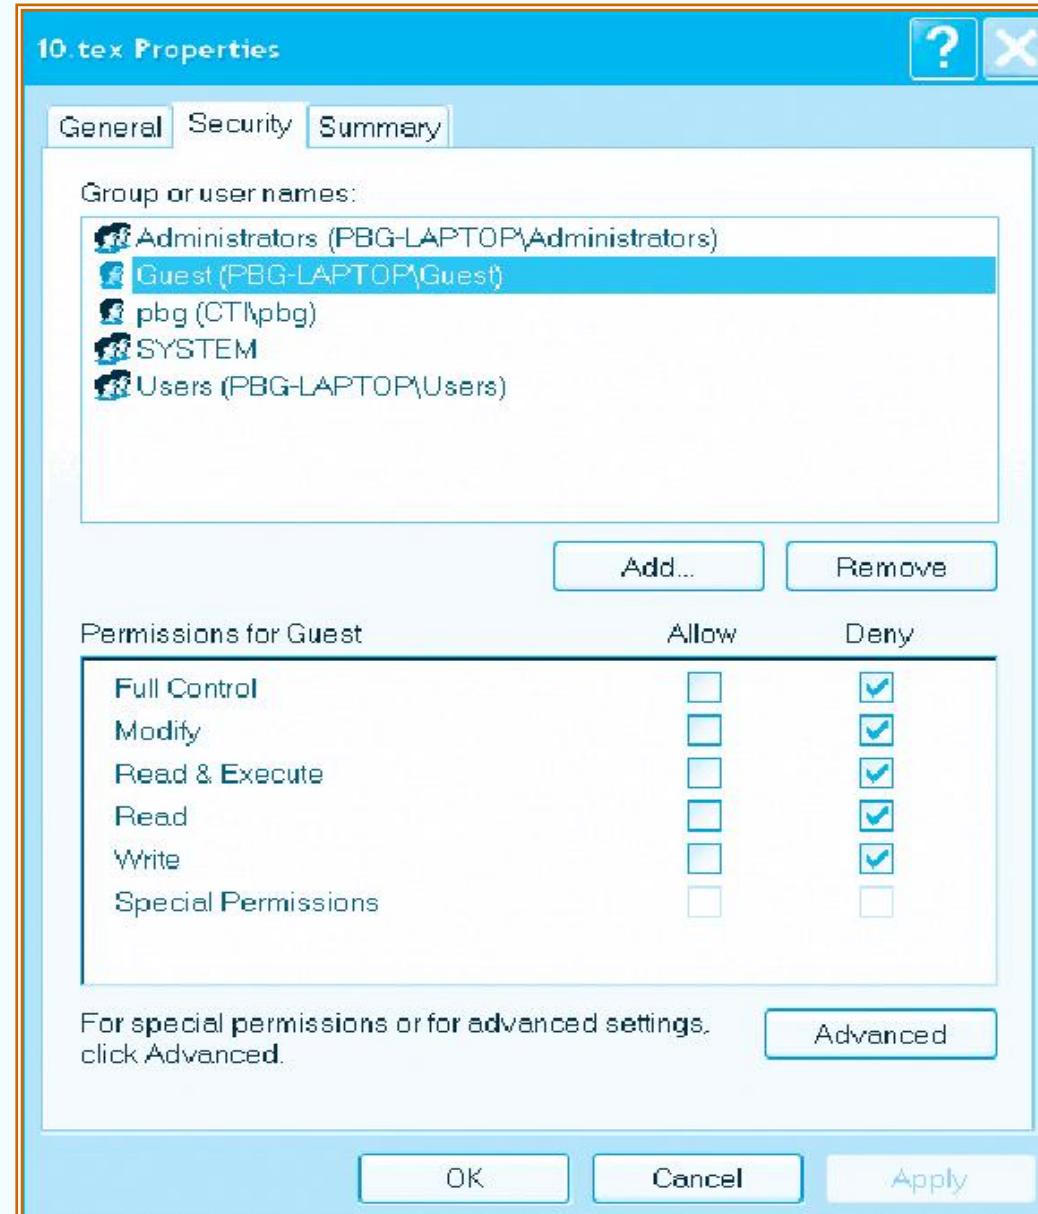 10.tex Properties
?
General Security Summary
Group or user names:
Administrators (PBG-LAPTOP\Administrators)
Guest (PBG-LAPTOP\Guest)
pbg (CTI\pbg)
SYSTEM
Users (PBG-LAPTOP\Users)
Add... Remove
Permissions for Guest Allow Deny
Full Control
Modify
Read & Execute
Read
Write
Special Permissions
For special permissions or for advanced settings,
click Advanced.
Advanced
OK Cancel Apply